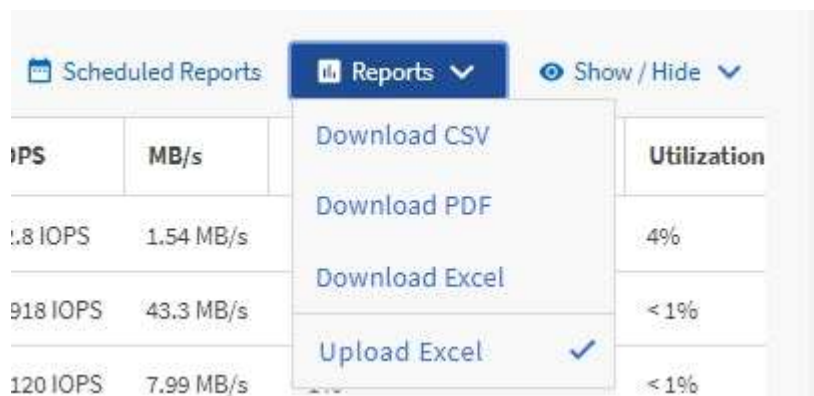 Scheduled Reports Reports Show / Hide
MB/s Utilization
Download CSV
Download PDF
1.54 MB/s 4%
Download Excel
918 IOPS 43.3 MB/s < 1%
Upload Excel
120 IOPS 7.99 MB/s < 1%